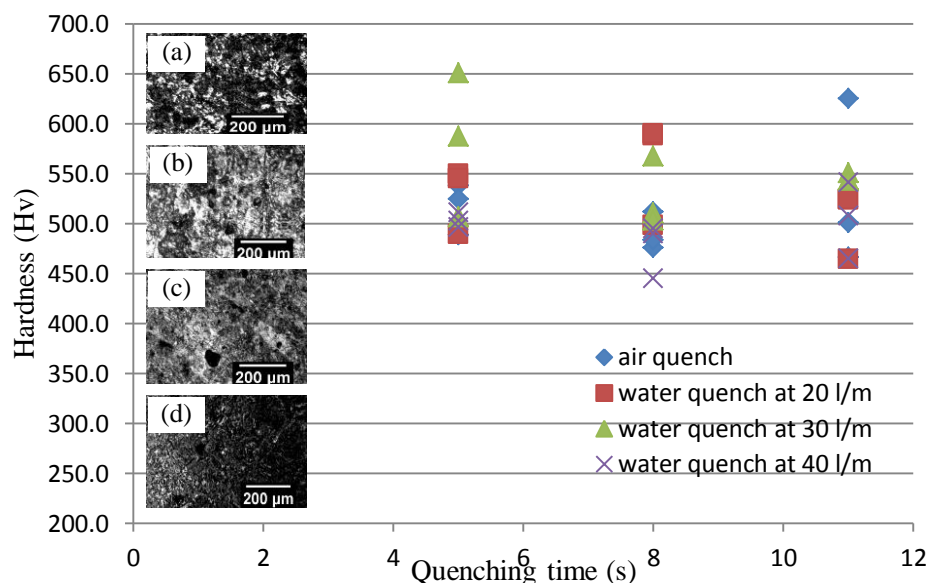 700.0
650.0
600.0
550.0
500.0
450.0
400.0
350.0
300.0
250.0
200.0
Hardness (Hv)
(a)
200 µm
(b)
200 µm
(c)
200 µm
(d)
200 µm
air quench
water quench at 20 l/m
water quench at 30 l/m
water quench at 40 l/m
0 2 4 6 8 10 12
Quenching time (s)